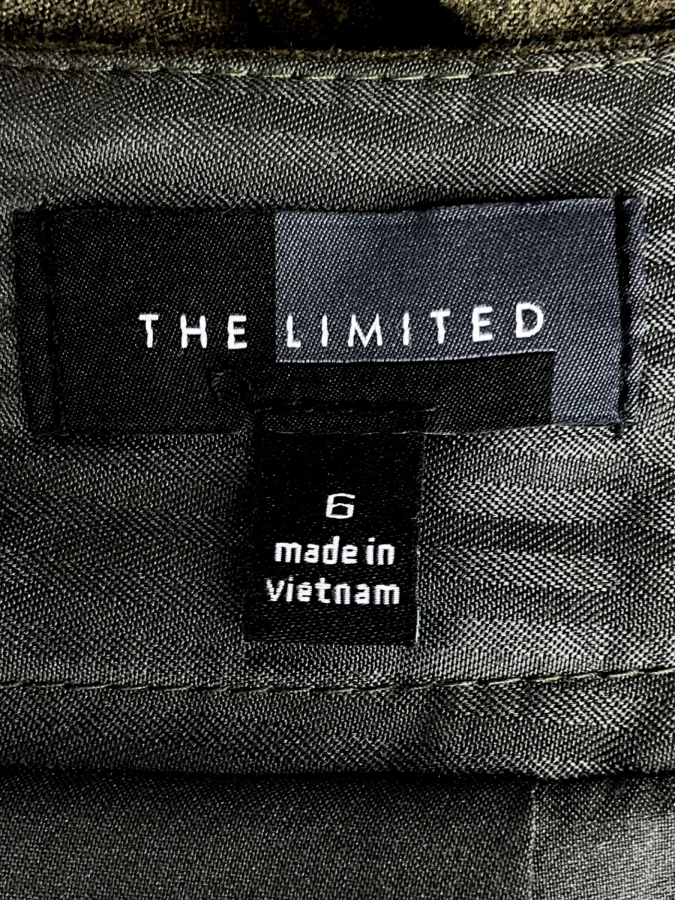 THE LIMITED
6
made in
vietnam